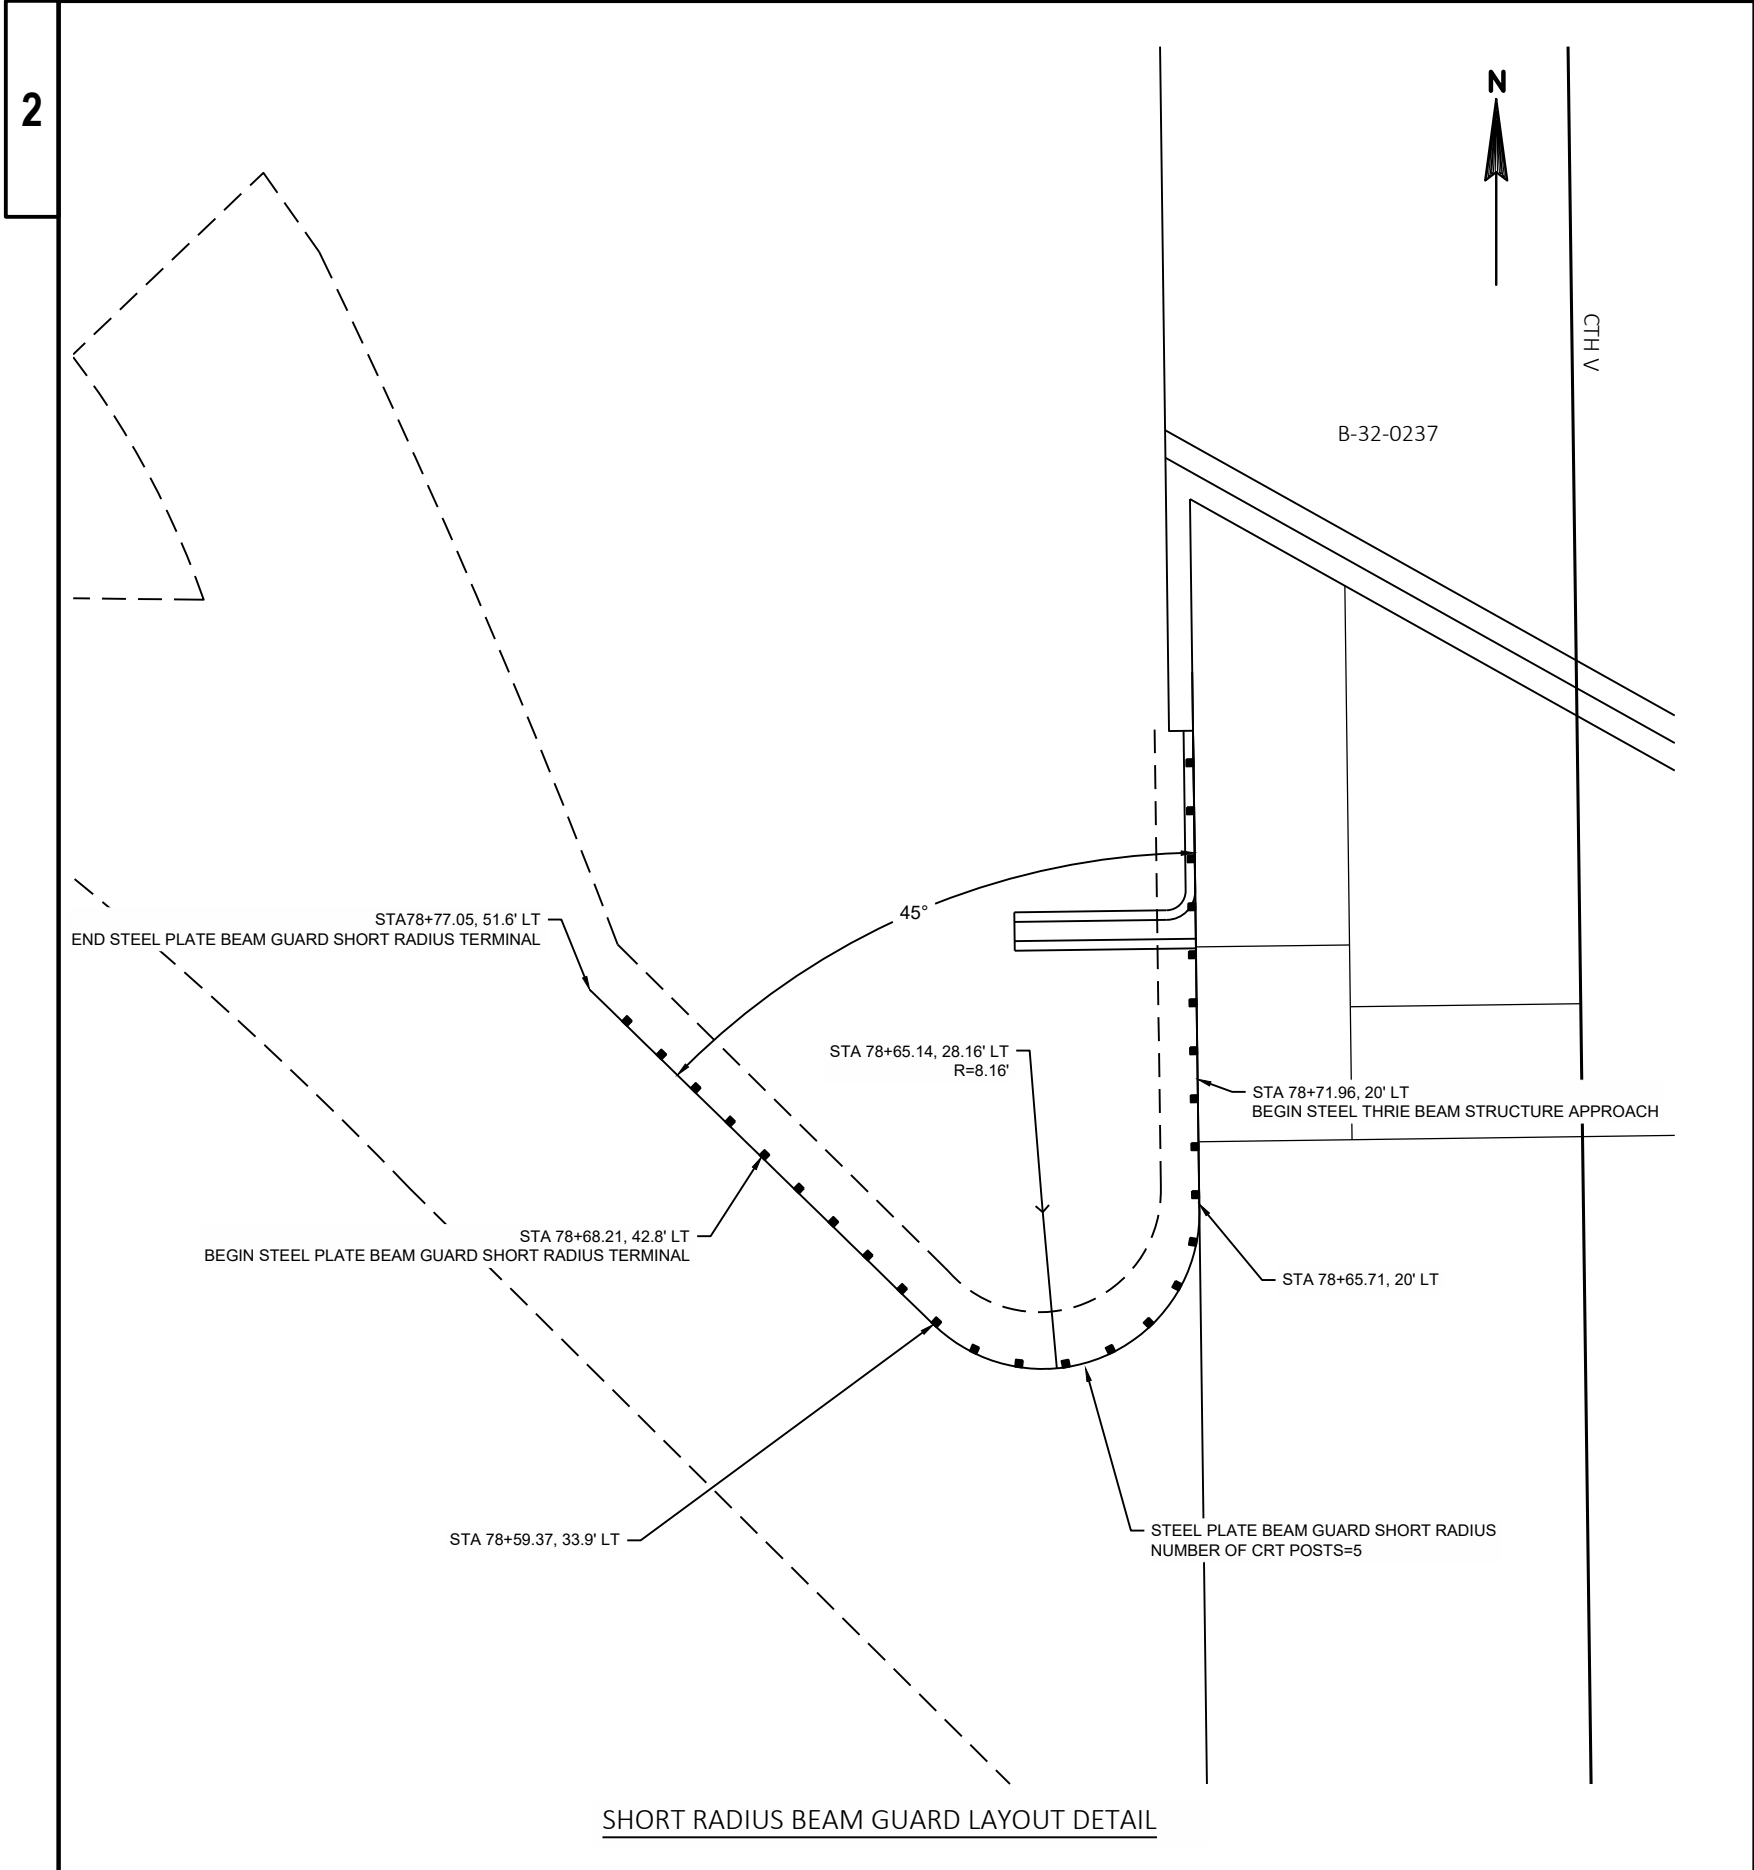 2
N
CTH V
B-32-0237
STA78+77.05, 51.6' LT
END STEEL PLATE BEAM GUARD SHORT RADIUS TERMINAL
45°
STA 78+65.14, 28.16' LT
R=8.16'
STA 78+71.96, 20' LT
BEGIN STEEL THRIE BEAM STRUCTURE APPROACH
STA 78+68.21, 42.8' LT
BEGIN STEEL PLATE BEAM GUARD SHORT RADIUS TERMINAL
STA 78+65.71, 20' LT
STA 78+59.37, 33.9' LT
STEEL PLATE BEAM GUARD SHORT RADIUS
NUMBER OF CRT POSTS=5
SHORT RADIUS BEAM GUARD LAYOUT DETAIL